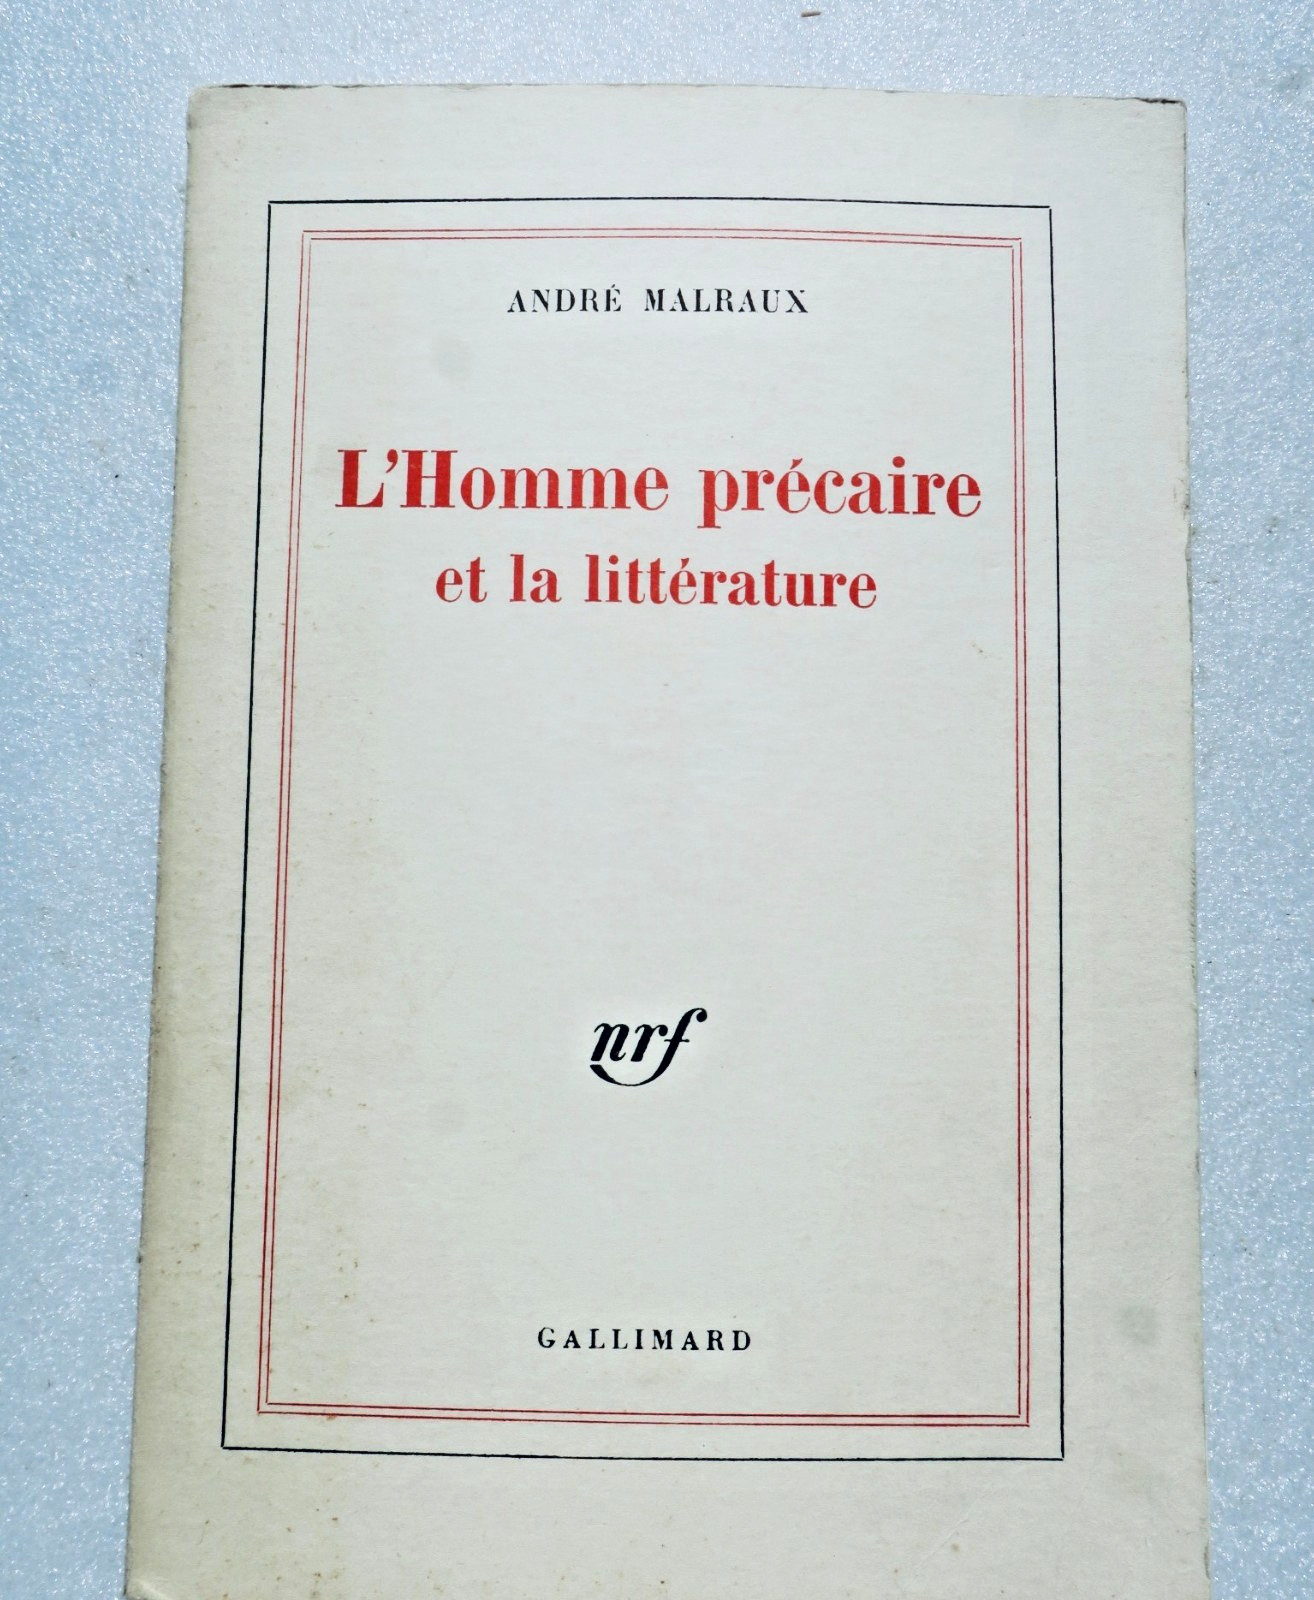 ANDRÉ MALRAUX
L'Homme précaire
et la littérature
nrf
GALLIMARD